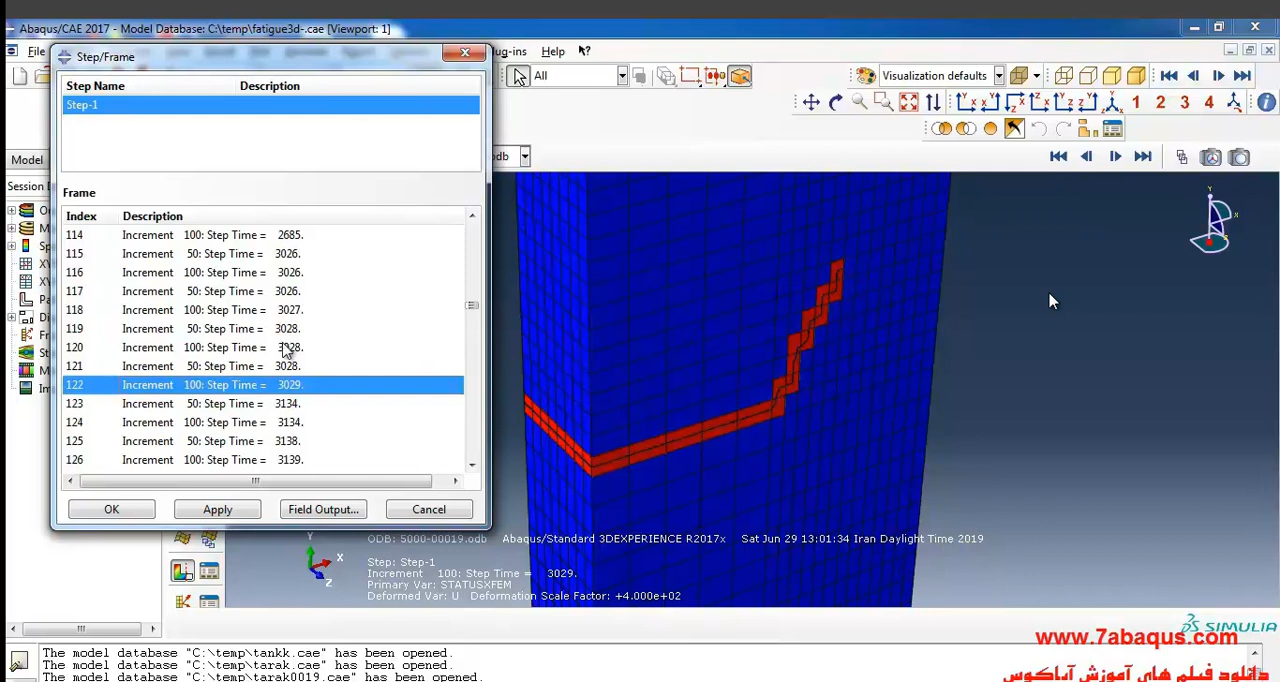 Abaqus/CAE 2017 - Model Database: C:\temp\fatigue3d-.cae [Viewport: 1]
File
ug-ins Help
Step/Frame
All
Visualization defaults
Step Name Description
Step-1
1 2 3 4
Model
odb
Session
Frame
Index Description
114 Increment 100: Step Time = 2685.
115 Increment 50: Step Time = 3026.
116 Increment 100: Step Time = 3026.
117 Increment 50: Step Time = 3026.
118 Increment 100: Step Time = 3027.
119 Increment 50: Step Time = 3028.
120 Increment 100: Step Time =
121 Increment 50: Step Time = 3028.
122 Increment 100: Step Time = 3029.
123 Increment 50: Step Time = 3134.
124 Increment 100: Step Time = 3134.
125 Increment 50: Step Time = 3138.
126 Increment 100: Step Time = 3139.
OK Apply Field Output... Cancel
Y
X
Z
ODB: 5000-00019.odb Abaqus/Standard 3DEXPERIENCE R2017x Sat Jun 29 13:01:34 Iran Daylight Time 2019
Step: Step-1
Increment 100: Step Time = 3029.
Primary Var: STATUSXFEM
Deformed Var: U Deformation Scale Factor: +4.000e+02
SIMULIA
www.7abaqus.com
The model database "C:\temp\tankk.cae" has been opened.
The model database "C:\temp\tarak.cae" has been opened.
The model database "C:\temp\tarak0019.cae" has been opened.
دانلود فیلم های آموزش آباکوس